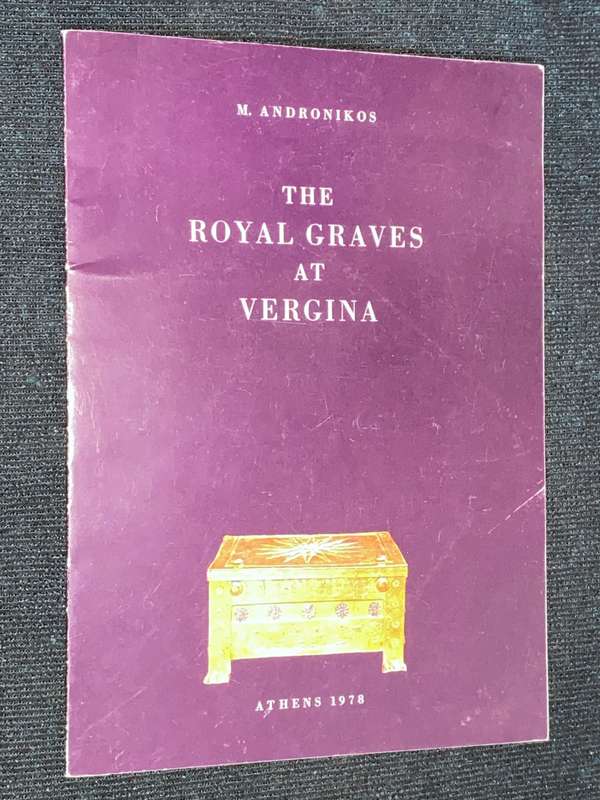 M. ANDRONIKOS
THE
ROYAL GRAVES
AT
VERGINA
ATHENS 1978